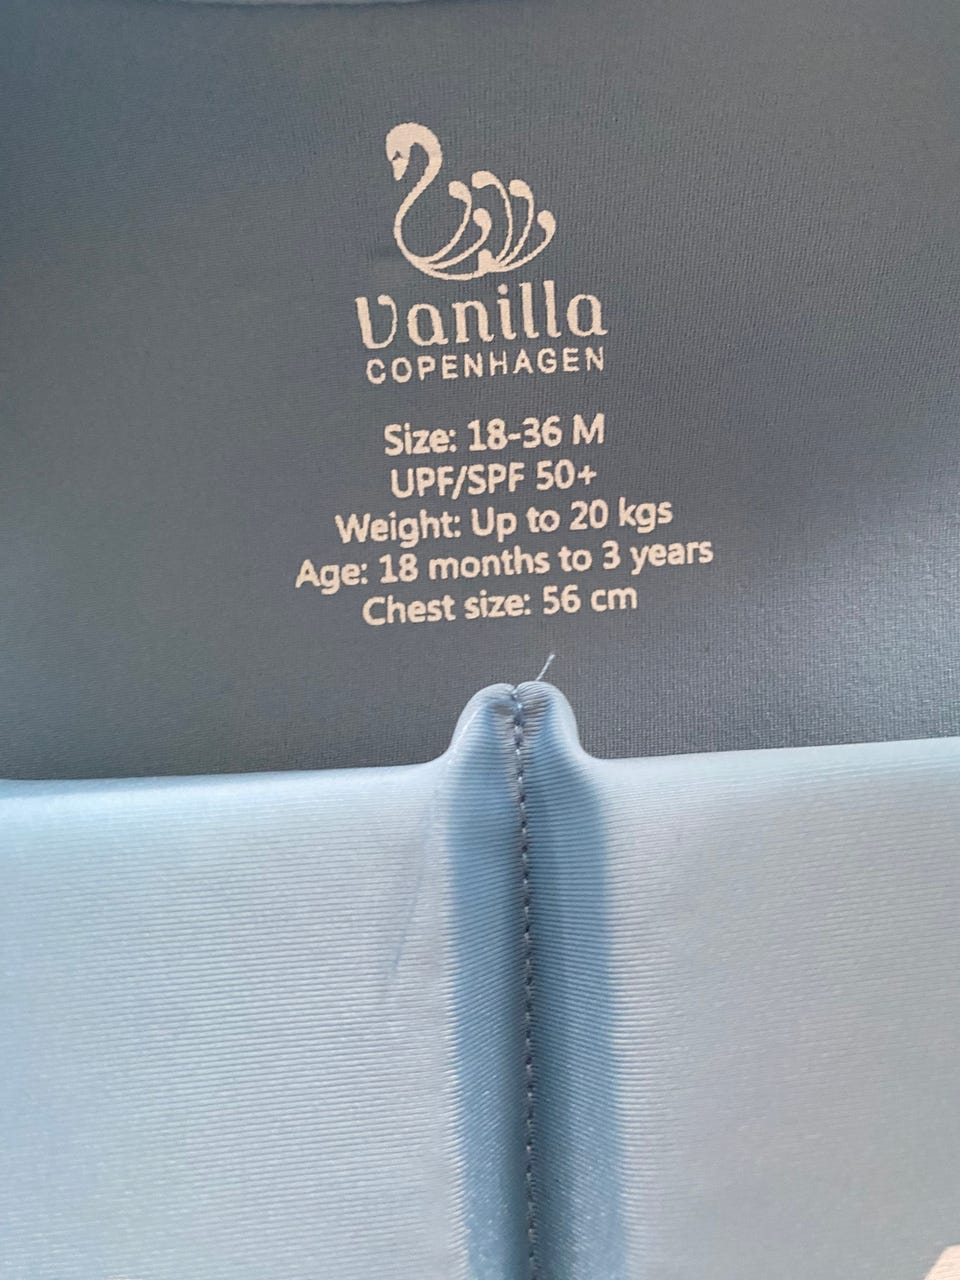 Vanilla
COPENHAGEN
Size: 18-36 M
UPF/SPF 50+
Weight: Up to 20 kgs
Age: 18 months to 3 years
Chest size: 56 cm